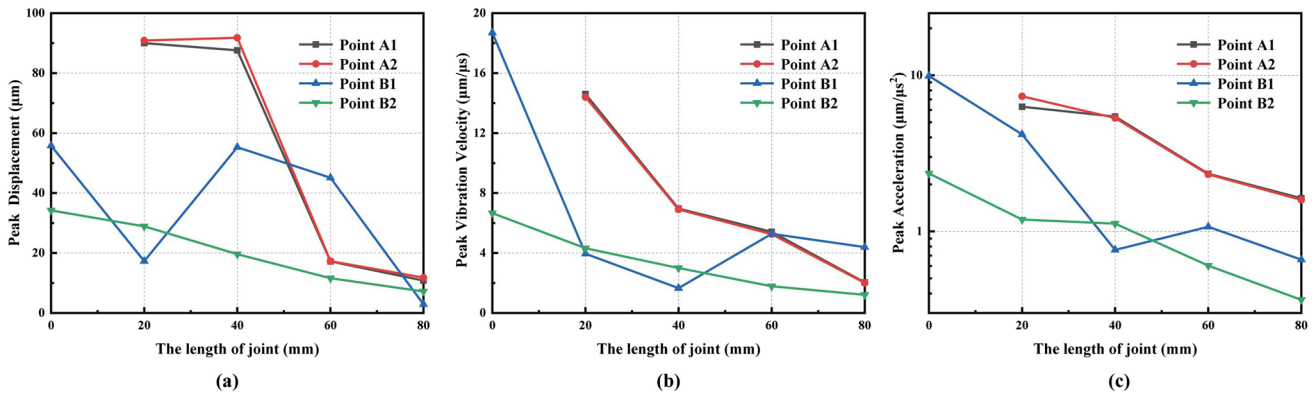 100
80
60
40
20
0
Peak Displacement (μm)
Point A1
Point A2
Point B1
Point B2
0 20 40 60 80
The length of joint (mm)
(a)
20
16
12
8
4
0
Peak Vibration Velocity (μm/μs)
Point A1
Point A2
Point B1
Point B2
0 20 40 60 80
The length of joint (mm)
(b)
10
1
Peak Acceleration (μm/μs²)
Point A1
Point A2
Point B1
Point B2
0 20 40 60 80
The length of joint (mm)
(c)